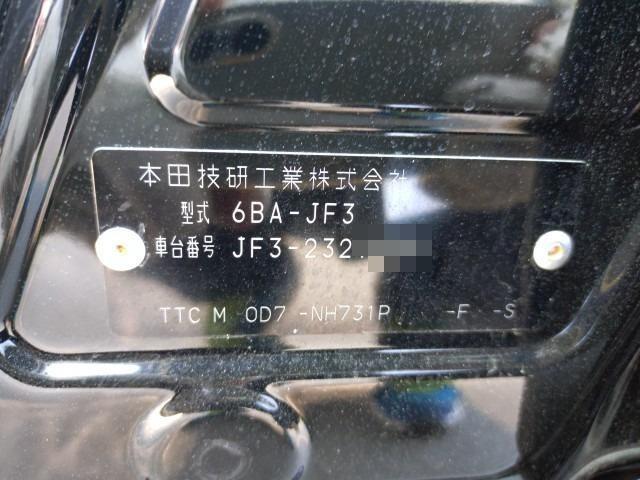 本田技研工業株式会社
型式 6BA-JF3
車台番号 JF3-232
TTC M 0D7 -NH731P -F -S